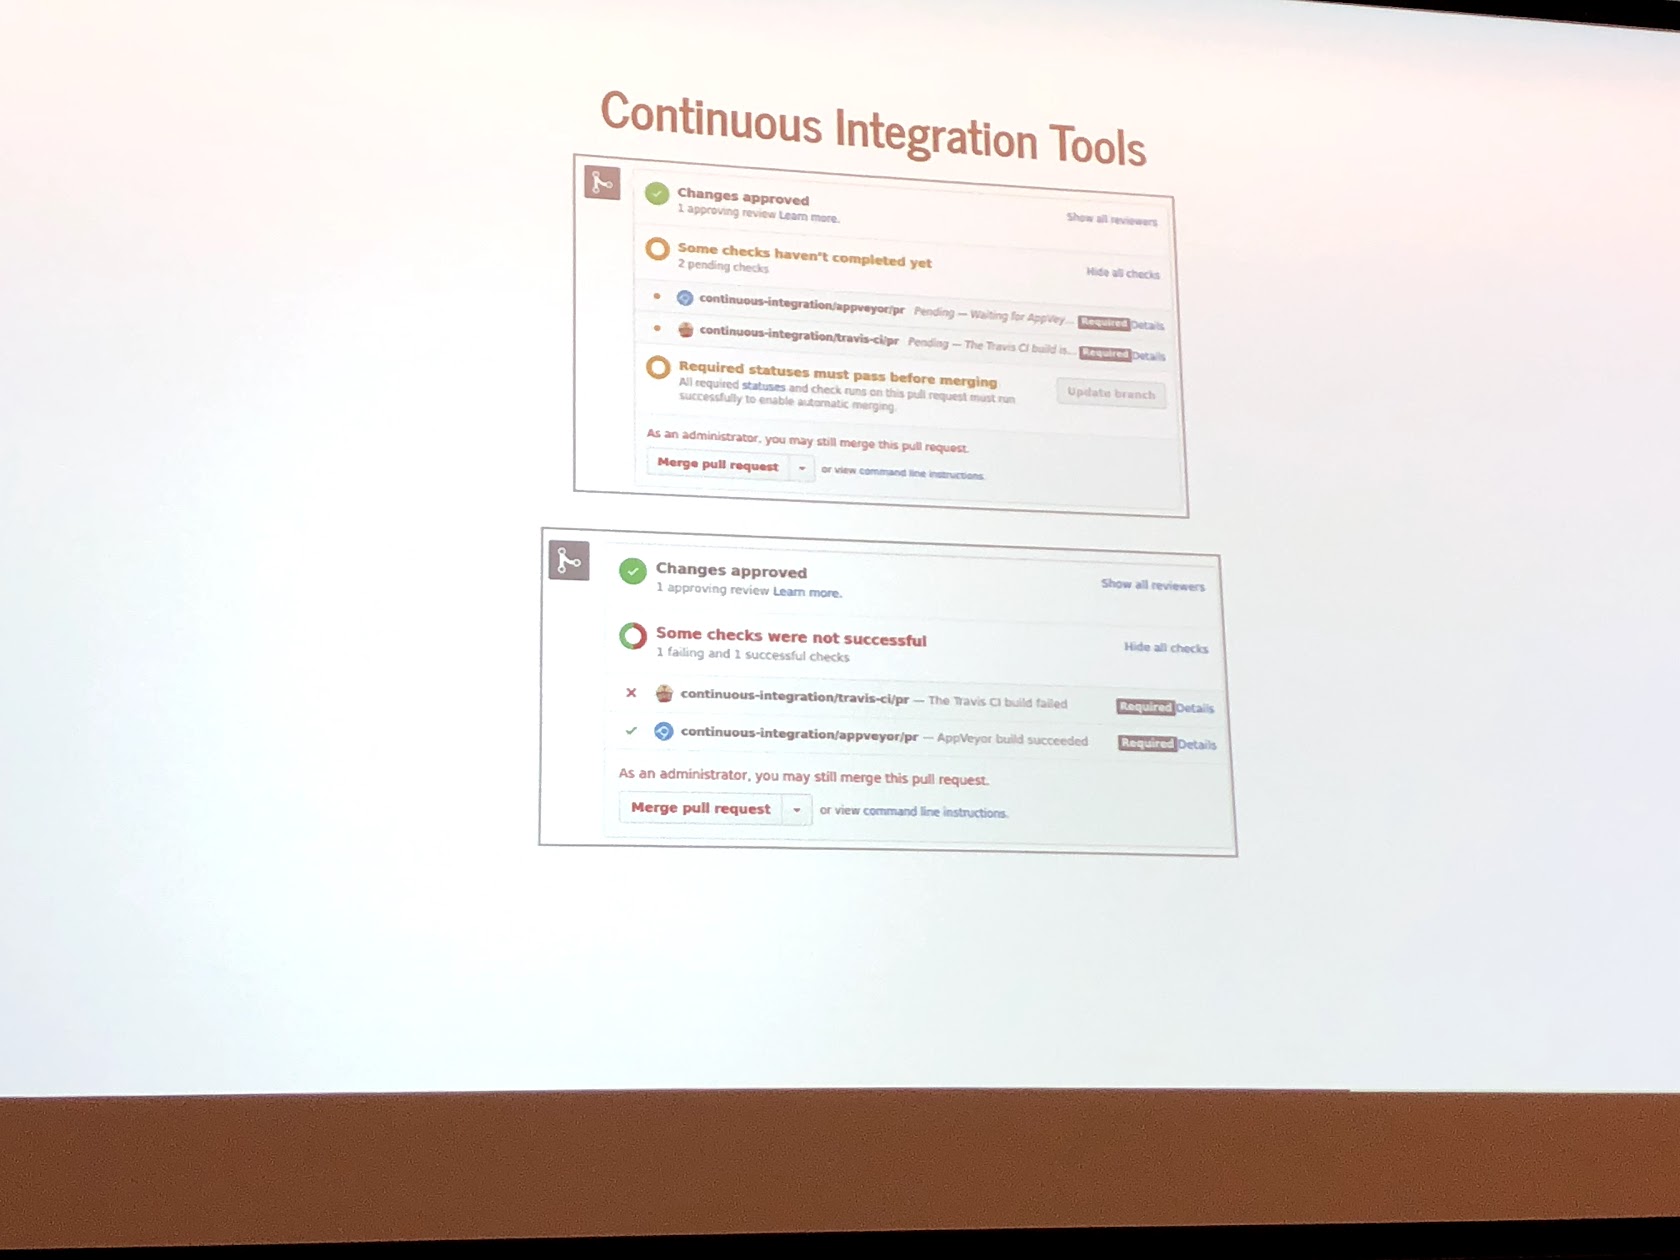 Continuous Integration Tools
Changes approved
1 approving review Learn more.
Show all reviewers
Some checks haven't completed yet
2 pending checks
Hide all checks
continuous-integration/appveyor/pr Pending — Waiting for AppVey... Required Details
continuous-integration/travis-ci/pr Pending — The Travis CI build is... Required Details
Required statuses must pass before merging
All required statuses and check runs on this pull request must run
successfully to enable automatic merging.
Update branch
As an administrator, you may still merge this pull request.
Merge pull request or view command line instructions.
Changes approved
1 approving review Learn more.
Show all reviewers
Some checks were not successful
1 failing and 1 successful checks
Hide all checks
continuous-integration/travis-ci/pr — The Travis CI build failed Required Details
continuous-integration/appveyor/pr — AppVeyor build succeeded Required Details
As an administrator, you may still merge this pull request.
Merge pull request or view command line instructions.